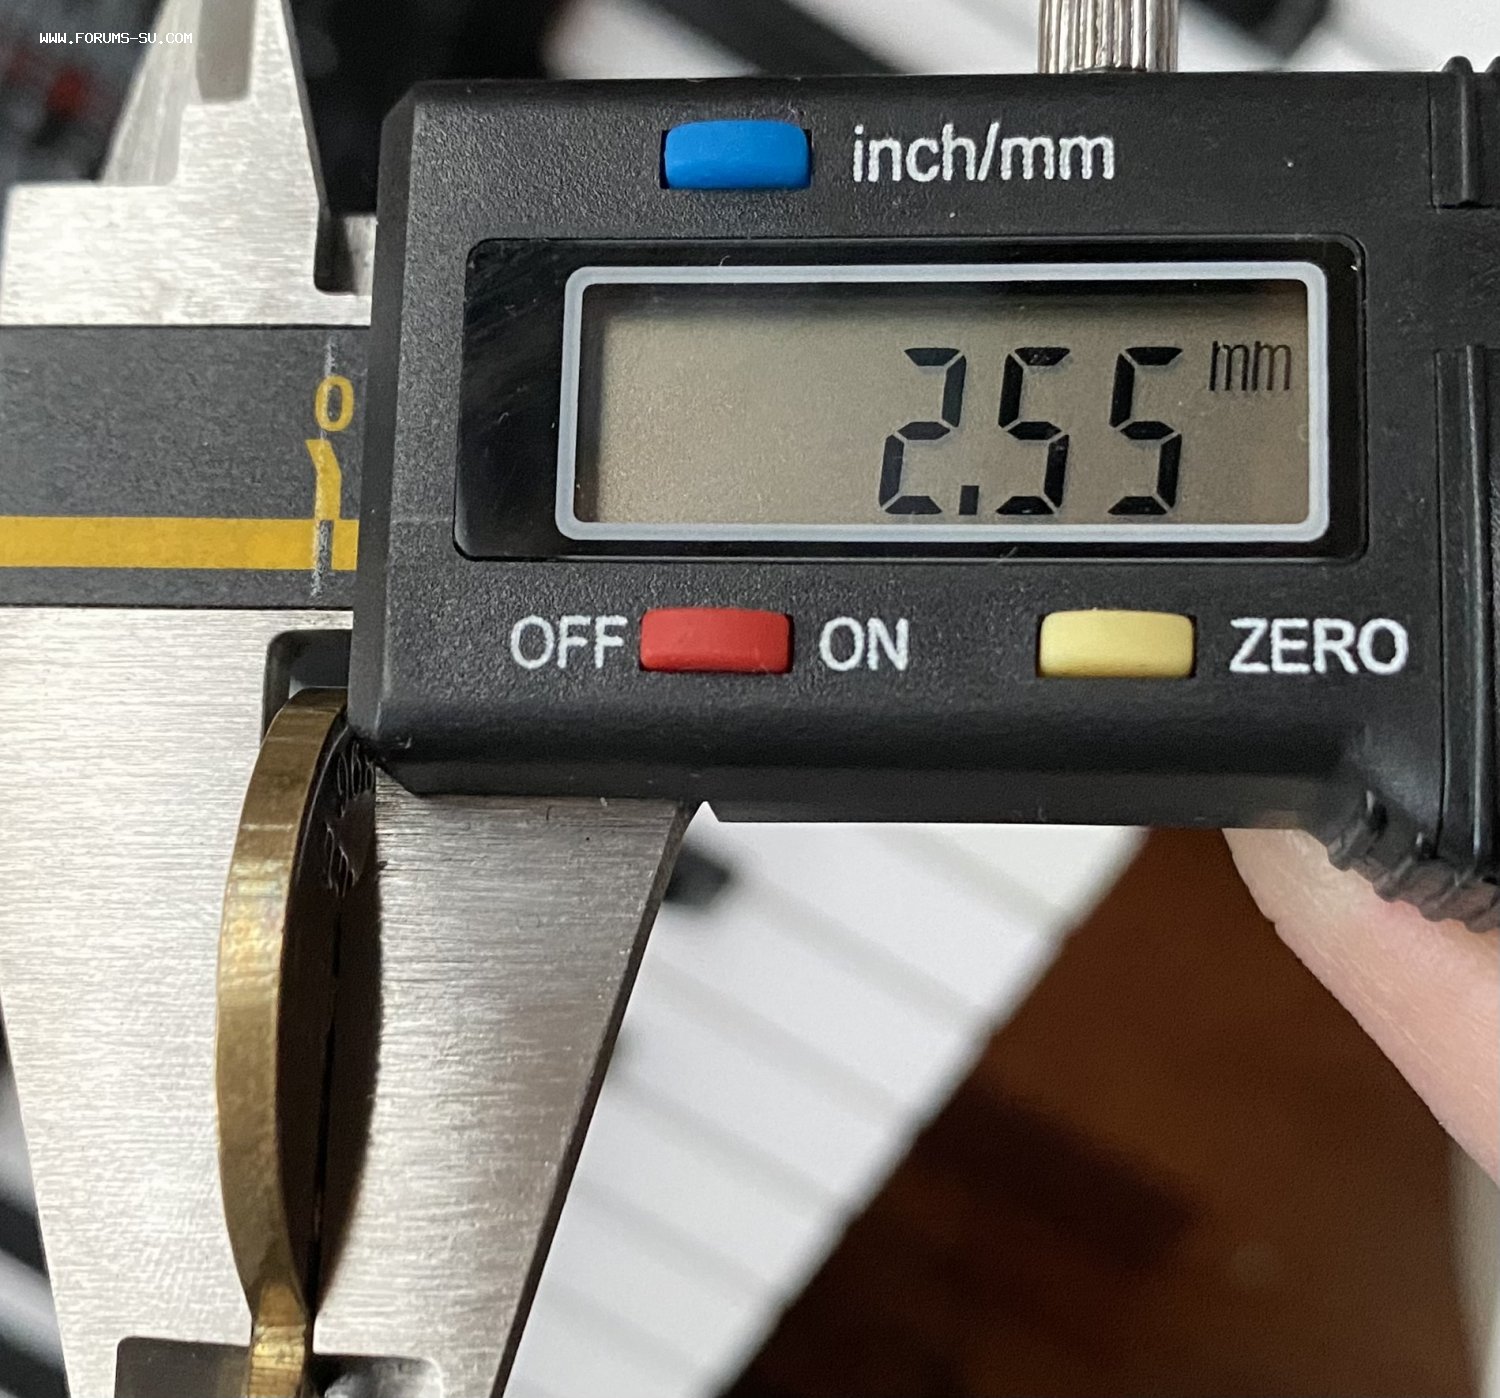 WWW.FORUMS-SU.COM
inch/mm
2.55 mm
0
OFF ON ZERO